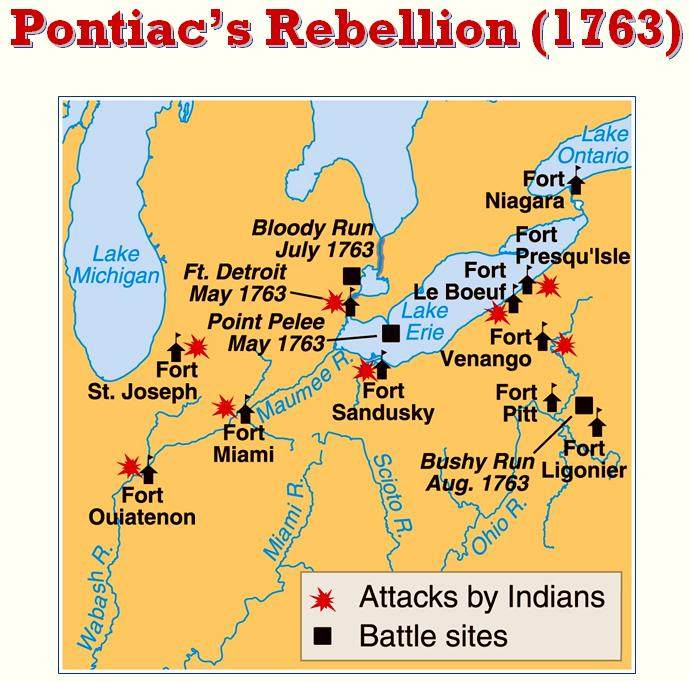 Pontiac's Rebellion (1763)
Lake
Ontario
Fort
Niagara
Bloody Run
July 1763
Fort
Presqu'Isle
Lake
Michigan
Ft. Detroit
May 1763
Fort
Le Boeuf
Lake
Erie
Point Pelee
May 1763
Fort
Venango
Fort
St. Joseph
Maumee R.
Fort
Sandusky
Fort
Pitt
Fort
Miami
Bushy Run
Aug. 1763
Fort
Ligonier
Fort
Ouiatenon
Miami R.
Scioto R.
Ohio R.
Wabash R.
Attacks by Indians
Battle sites